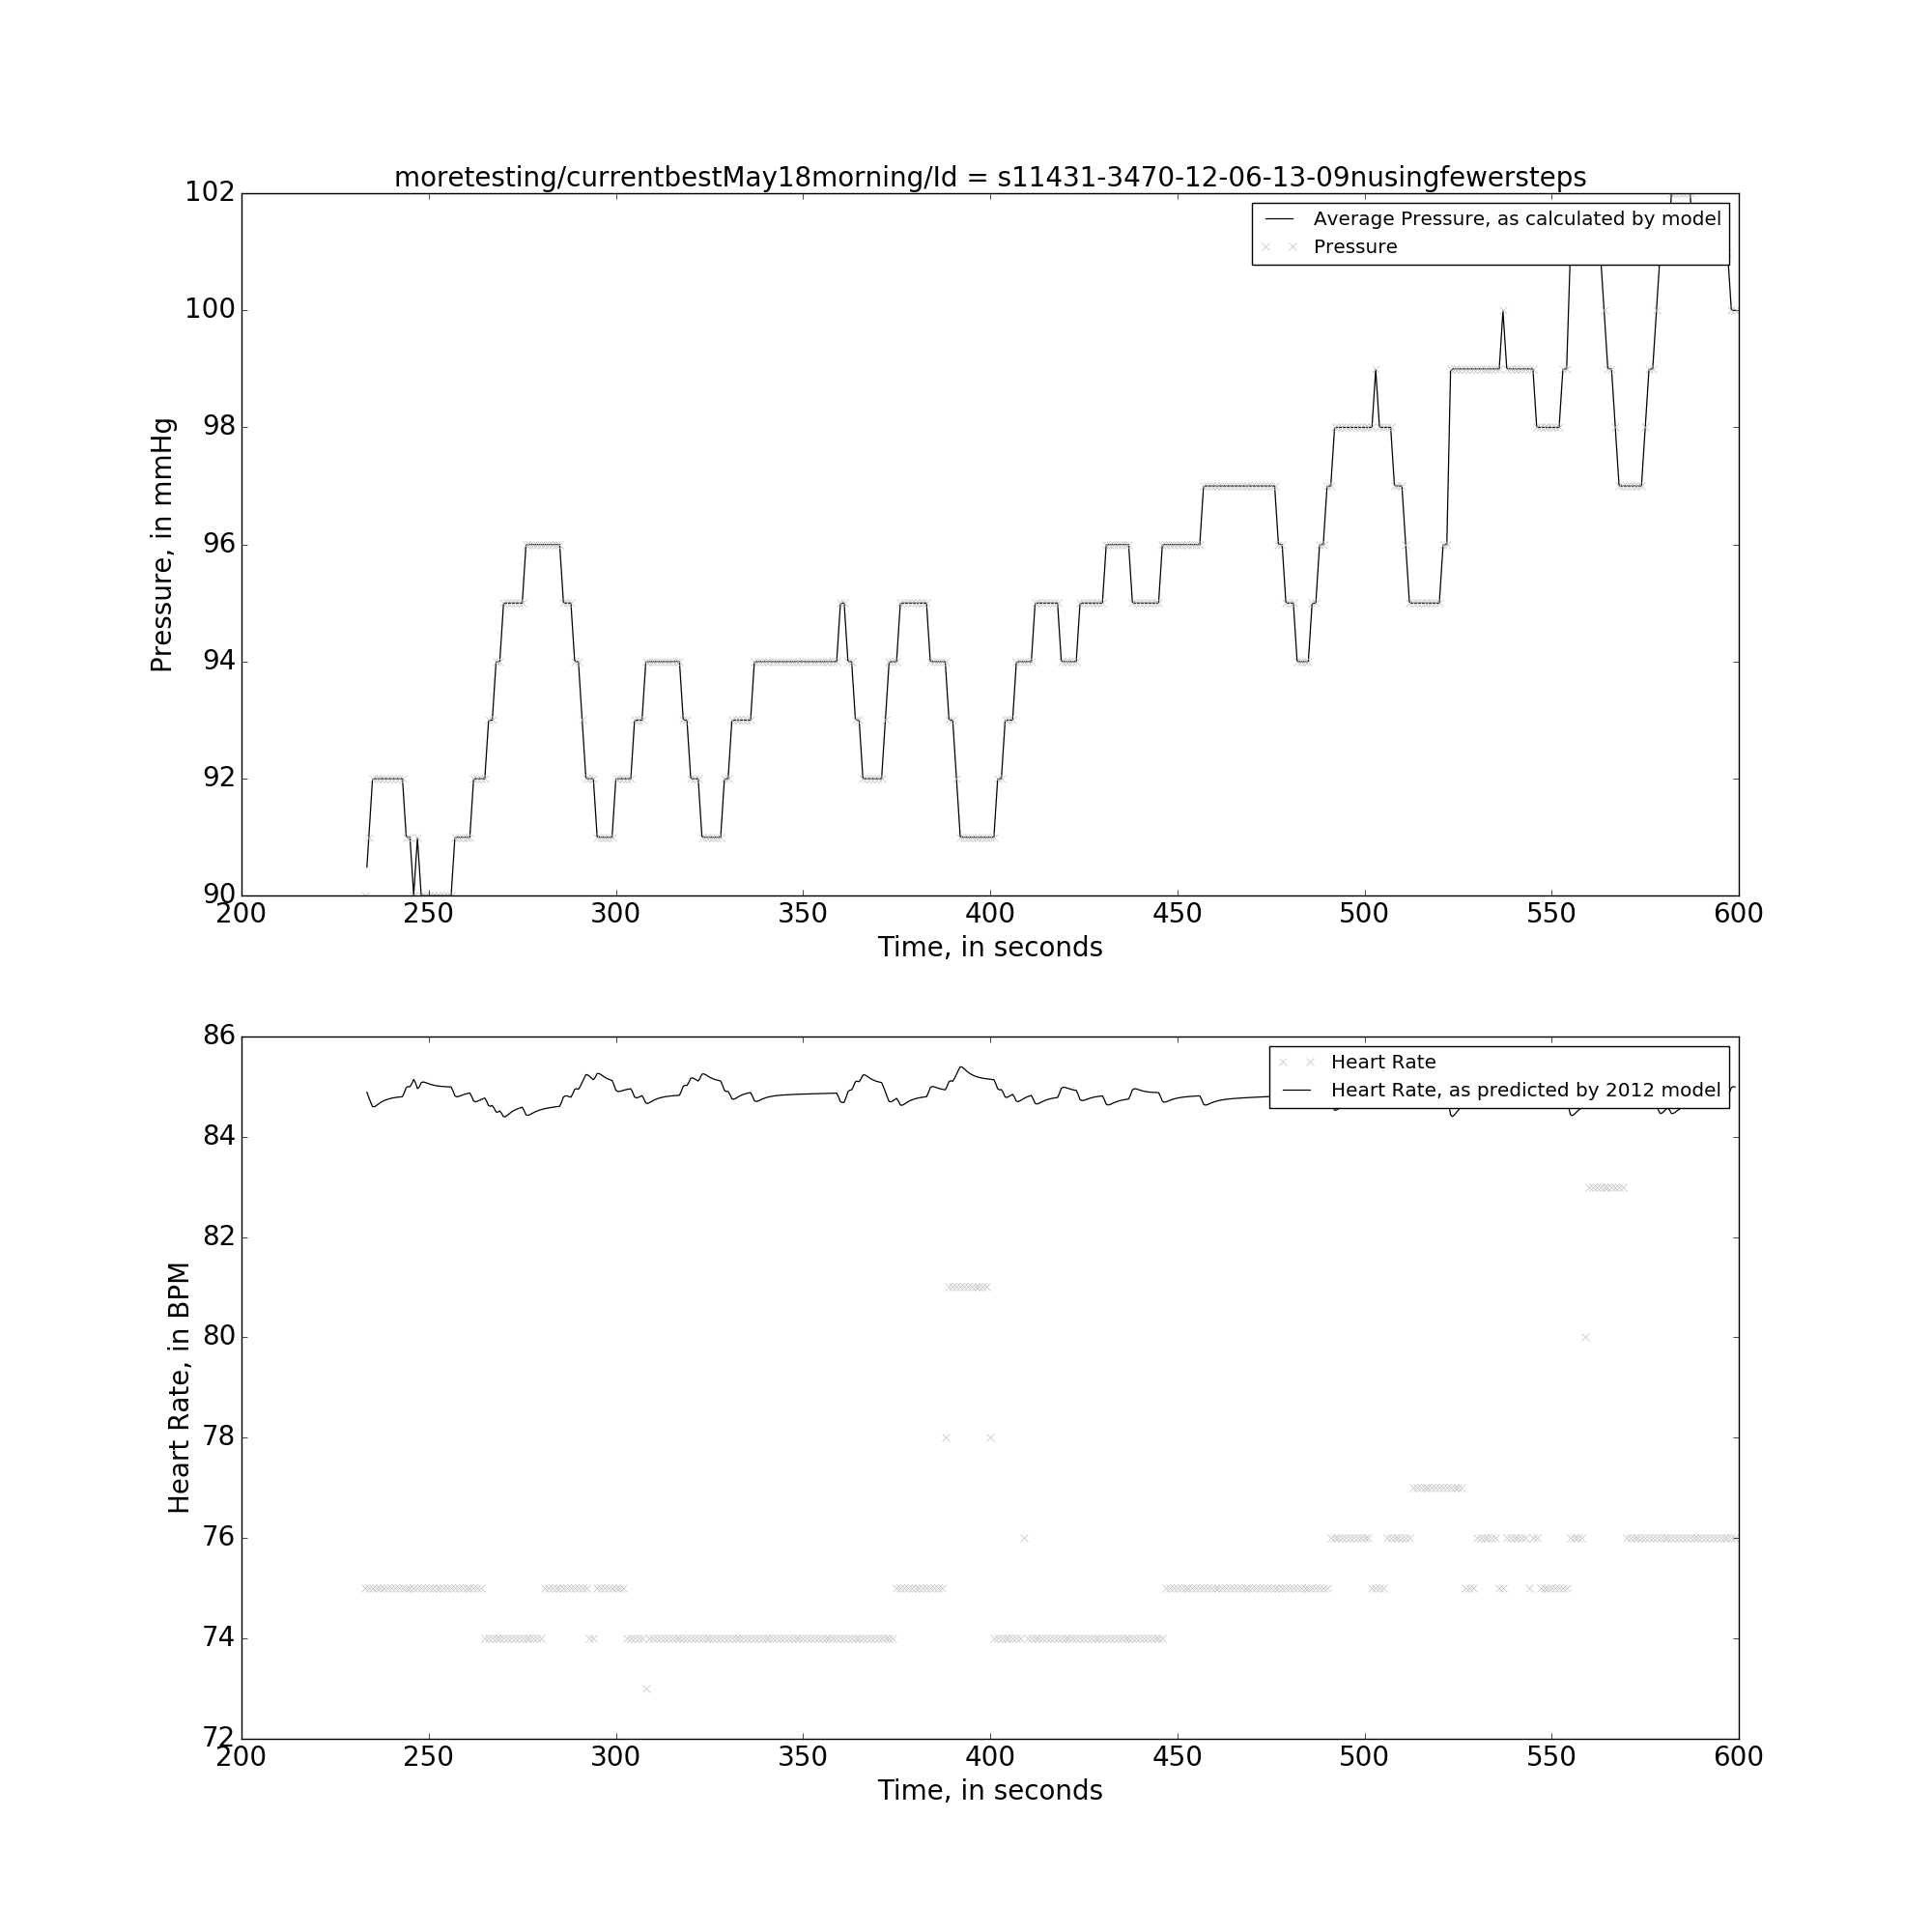 moretesting/currentbestMay18morning/Id = s11431-3470-12-06-13-09nusingfewersteps
102
100
98
96
94
92
90
Pressure, in mmHg
Average Pressure, as calculated by model
Pressure
200 250 300 350 400 450 500 550 600
Time, in seconds
86
84
82
80
78
76
74
72
Heart Rate, in BPM
Heart Rate
Heart Rate, as predicted by 2012 model
200 250 300 350 400 450 500 550 600
Time, in seconds